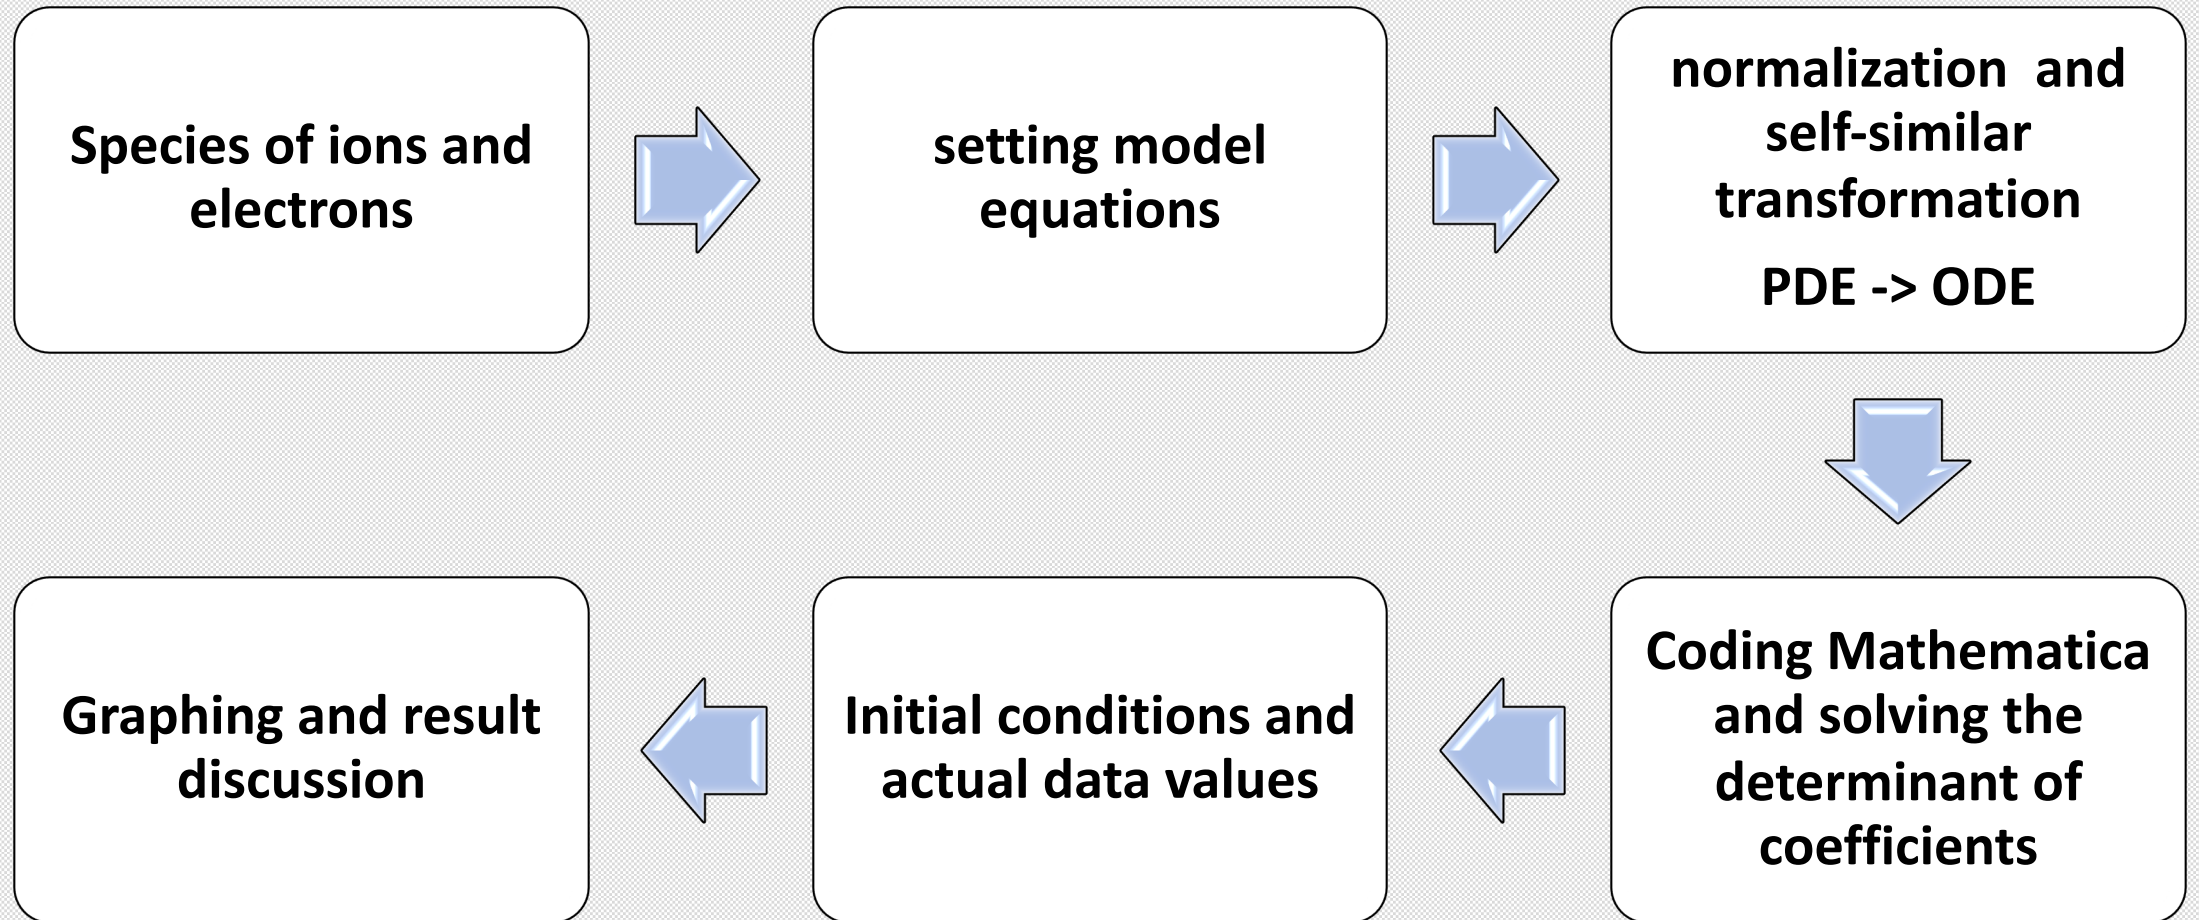 Species of ions and
electrons
setting model
equations
normalization  and
self-similar
transformation
PDE -> ODE
Coding Mathematica
and solving the
determinant of
coefficients
Initial conditions and
actual data values
Graphing and result
discussion